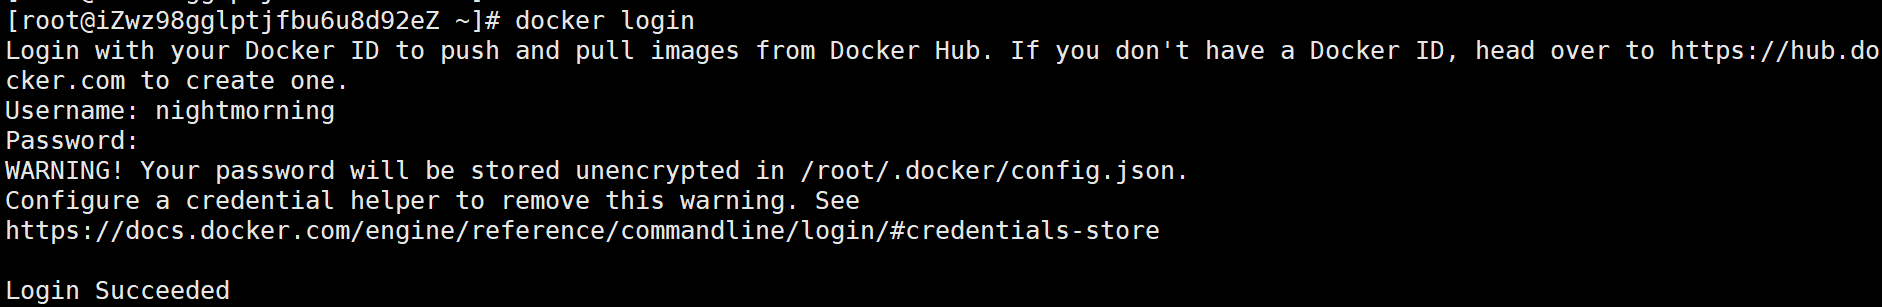 [root@iZwz98gglptjfbu6u8d92eZ ~]# docker login
Login with your Docker ID to push and pull images from Docker Hub. If you don't have a Docker ID, head over to https://hub.do
cker.com to create one.
Username: nightmorning
Password:
WARNING! Your password will be stored unencrypted in /root/.docker/config.json.
Configure a credential helper to remove this warning. See
https://docs.docker.com/engine/reference/commandline/login/#credentials-store
Login Succeeded